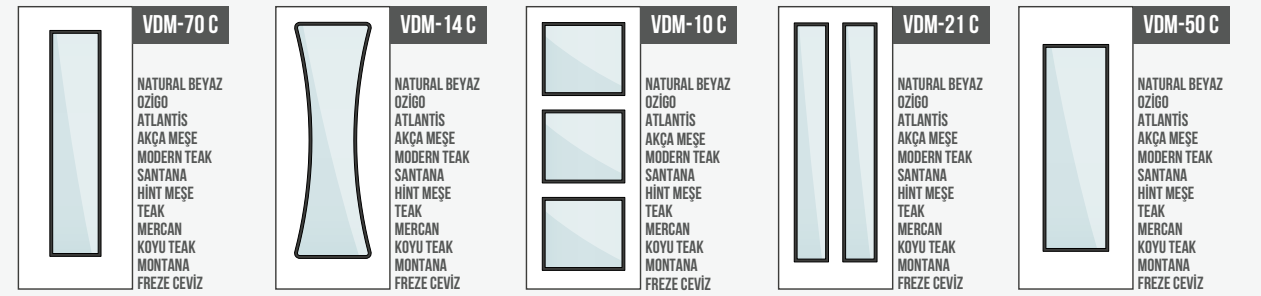 VDM-70 C
NATURAL BEYAZ
OZİGO
ATLANTİS
AKÇA MEŞE
MODERN TEAK
SANTANA
HİNT MEŞE
TEAK
MERCAN
KOYU TEAK
MONTANA
FREZE CEVİZ
VDM-14 C
NATURAL BEYAZ
OZİGO
ATLANTİS
AKÇA MEŞE
MODERN TEAK
SANTANA
HİNT MEŞE
TEAK
MERCAN
KOYU TEAK
MONTANA
FREZE CEVİZ
VDM-10 C
NATURAL BEYAZ
OZİGO
ATLANTİS
AKÇA MEŞE
MODERN TEAK
SANTANA
HİNT MEŞE
TEAK
MERCAN
KOYU TEAK
MONTANA
FREZE CEVİZ
VDM-21 C
NATURAL BEYAZ
OZİGO
ATLANTİS
AKÇA MEŞE
MODERN TEAK
SANTANA
HİNT MEŞE
TEAK
MERCAN
KOYU TEAK
MONTANA
FREZE CEVİZ
VDM-50 C
NATURAL BEYAZ
OZİGO
ATLANTİS
AKÇA MEŞE
MODERN TEAK
SANTANA
HİNT MEŞE
TEAK
MERCAN
KOYU TEAK
MONTANA
FREZE CEVİZ